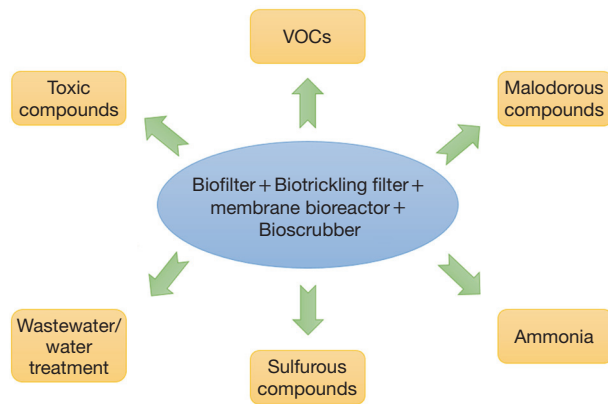 VOCs
Toxic
compounds
Malodorous
compounds
Biofilter + Biotrickling filter +
membrane bioreactor +
Bioscrubber
Wastewater/
water
treatment
Sulfurous
compounds
Ammonia